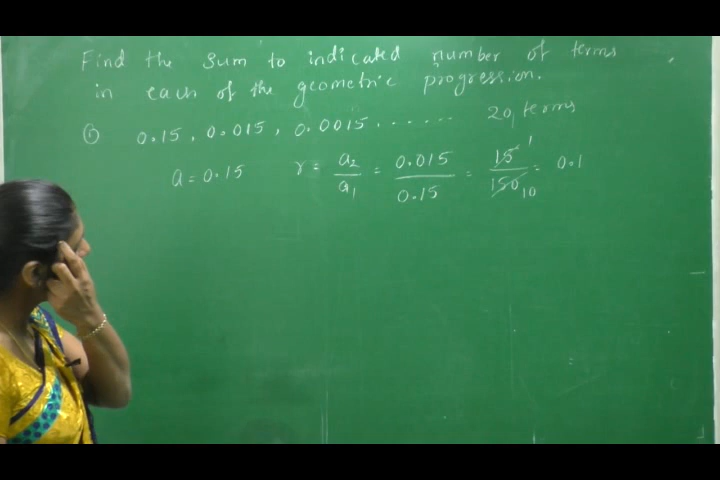 Find the sum to indicated number of terms
in each of the geometric progression.
① 0.15, 0.015, 0.0015, ...... 20 terms
a = 0.15 r = a₂/a₁ = 0.015/0.15 = 15 1/150 10 = 0.1